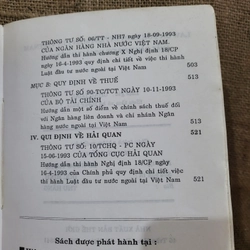 THÔNG TƯ SỐ: 06/TT - NH7 ngày 18-09-1993
CỦA NGÂN HÀNG NHÀ NƯỚC VIỆT NAM.
Hướng dẫn thi hành chương X Nghị định 18/CP
ngày 16-4-1993 quy định chi tiết về việc thi hành
Luật đầu tư nước ngoài tại Việt Nam 503
MỤC 8: QUY ĐỊNH VỀ THUẾ
THÔNG TƯ SỐ 90-TC/TCT NGÀY 10-11-1993
CỦA BỘ TÀI CHÍNH
Hướng dẫn một số điểm về chính sách thuế đối
với Ngân hàng liên doanh và chi nhánh Ngân
hàng nước ngoài tại Việt Nam 513
IV. QUI ĐỊNH VỀ HẢI QUAN 521
THÔNG TƯ SỐ: 10/TCHQ - PC NGÀY
15-06-1993 CỦA TỔNG CỤC HẢI QUAN
Hướng dẫn thi hành Nghị định 18/CP ngày
16-4-1993 của Chính phủ quy định chi tiết việc
thi hành Luật Đầu tư nước ngoài tại Việt Nam 521
Sách được phát hành tại :